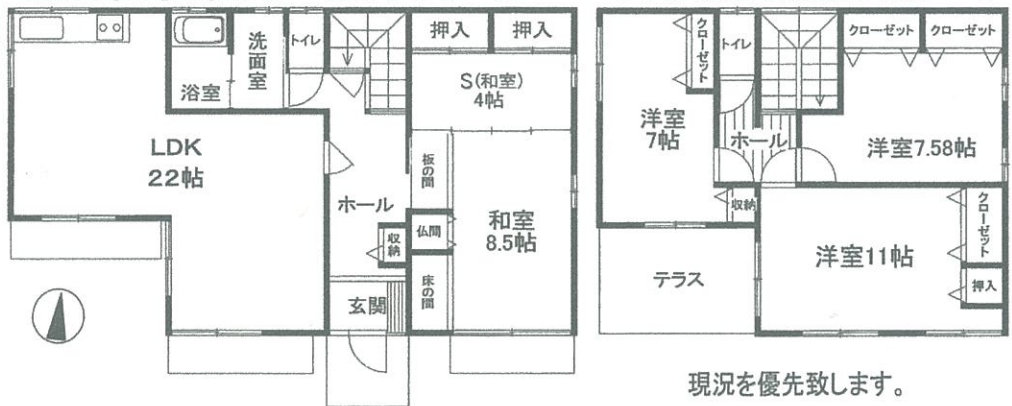 浴室
洗面室
トイレ
押入
押入
S(和室)
4帖
LDK
22帖
ホール
収納
玄関
板の間
仏間
床の間
和室
8.5帖
クローゼット
トイレ
クローゼット
クローゼット
洋室
7帖
ホール
洋室7.58帖
収納
テラス
洋室11帖
クローゼット
押入
現況を優先致します。